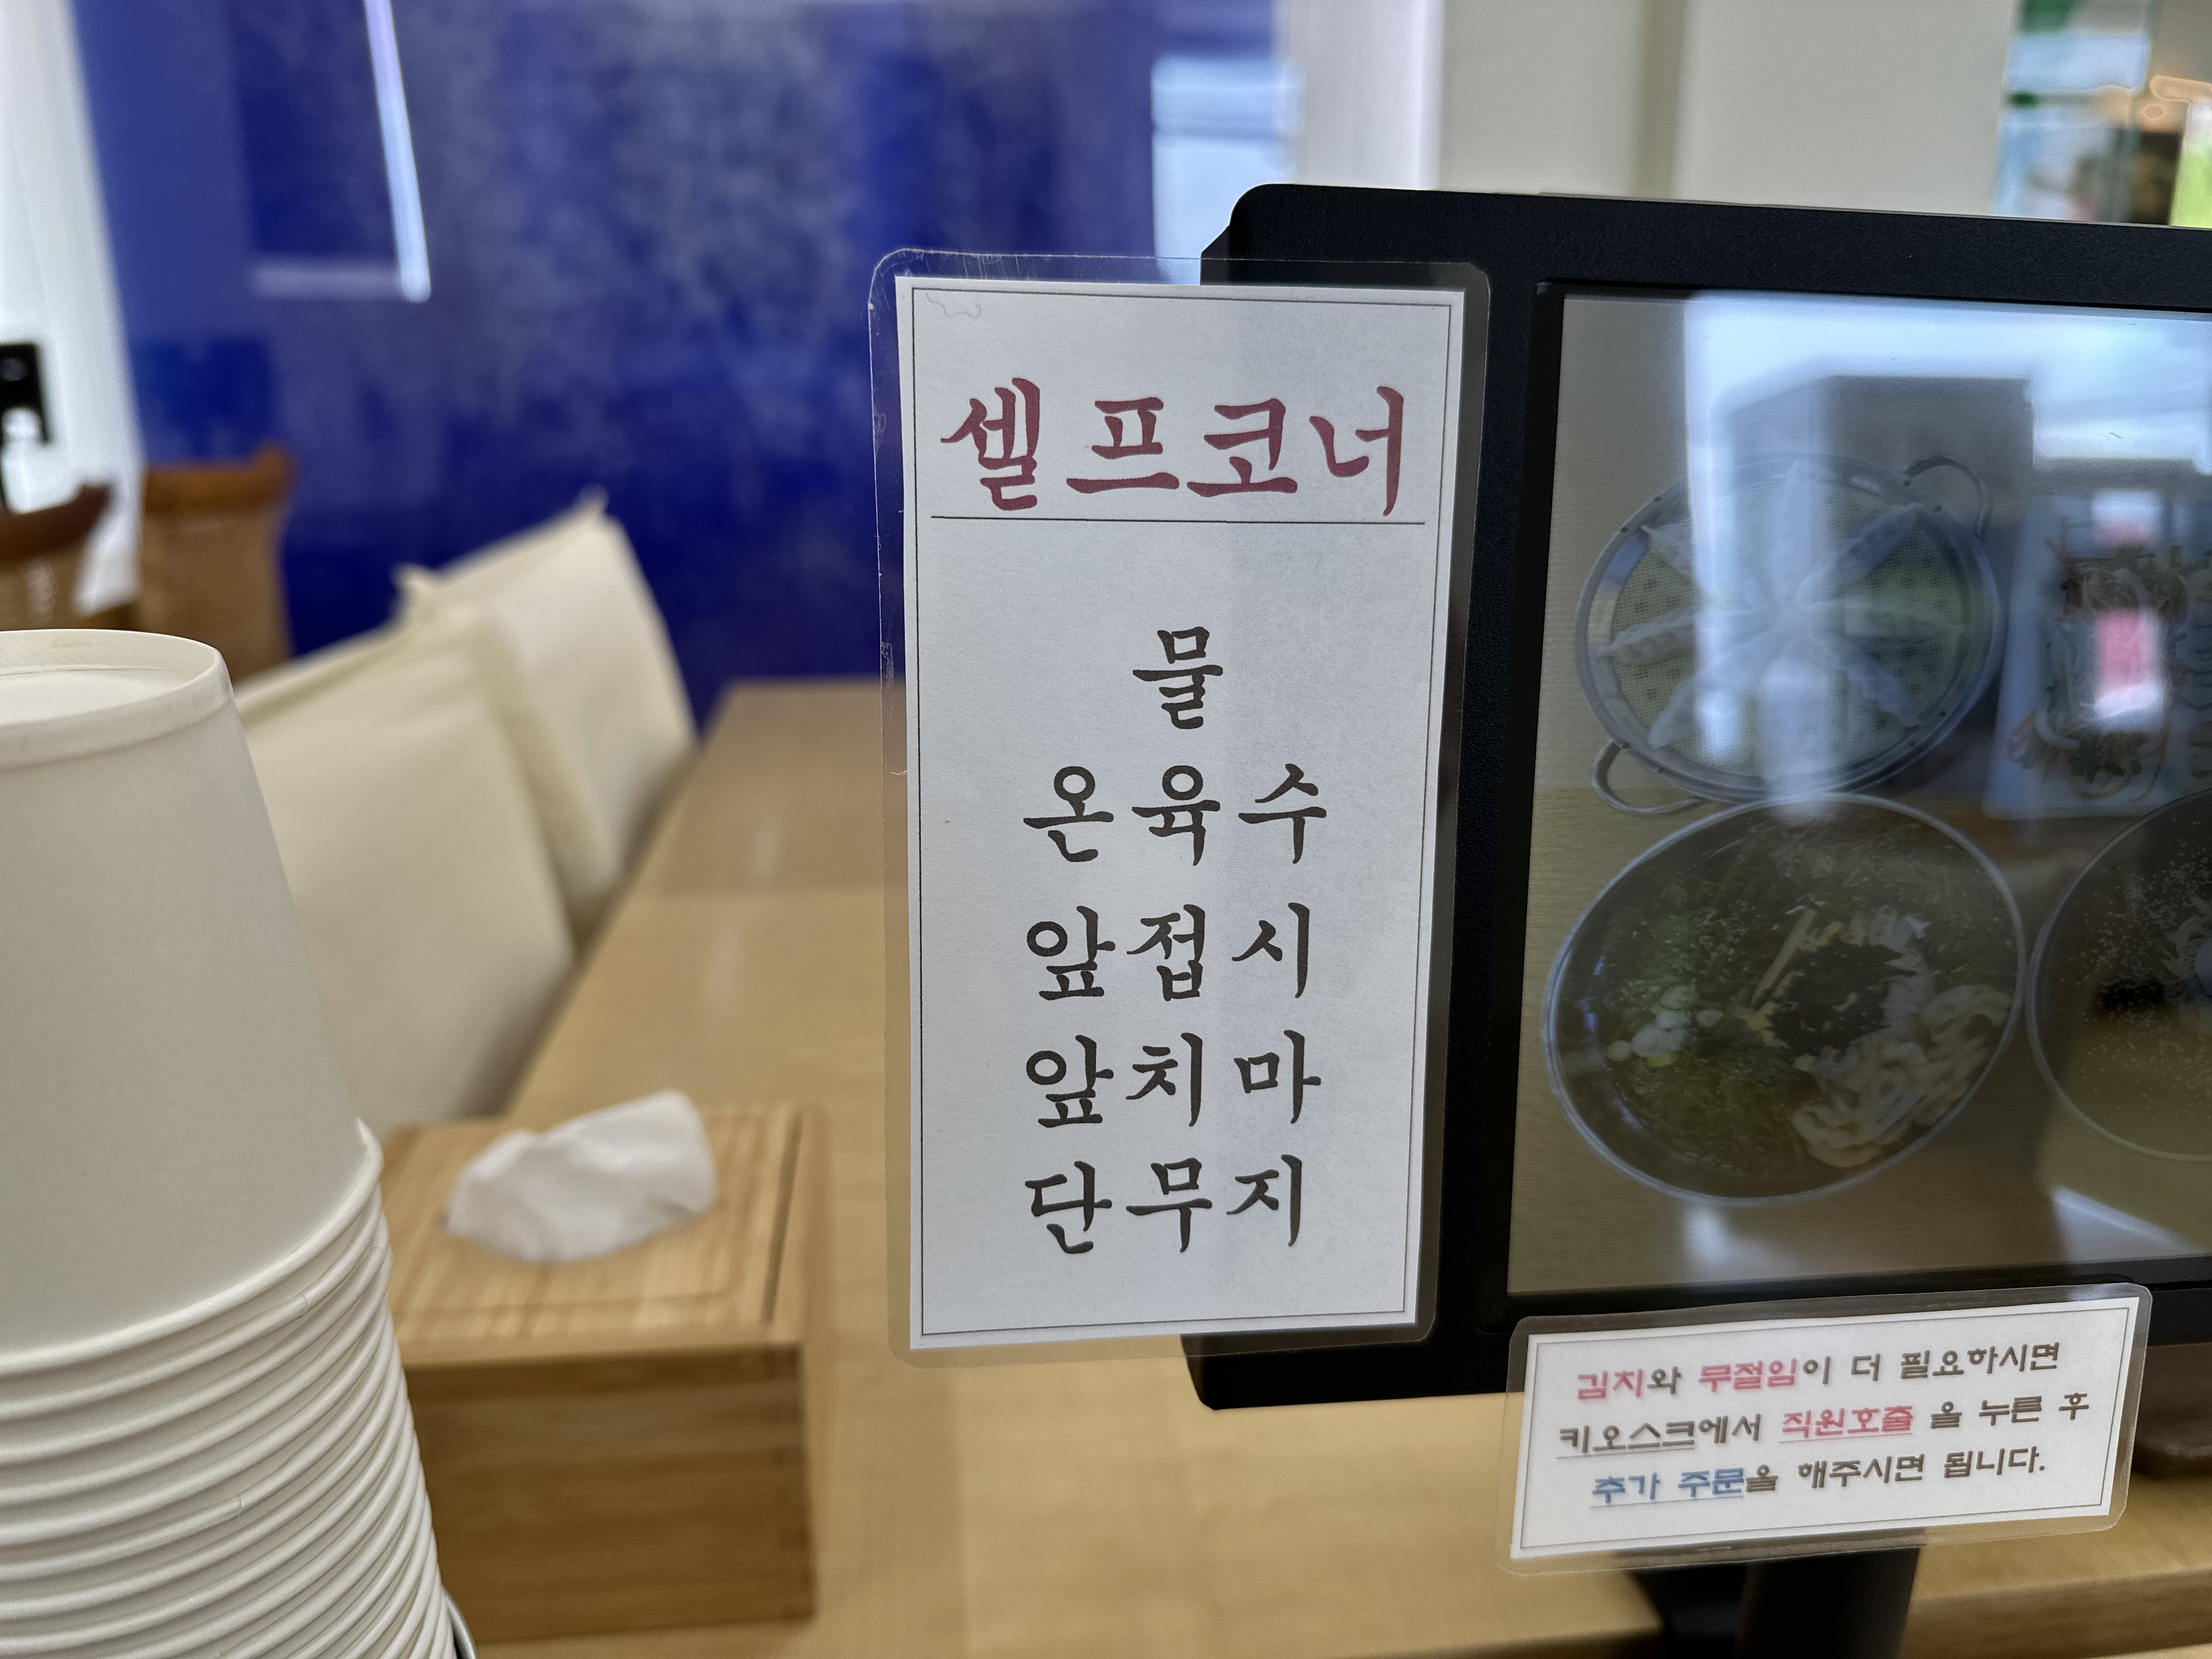 셀프코너
물
온육수
앞접시
앞치마
단무지
김치와 무절임이 더 필요하시면
키오스크에서 직원호출 을 누른 후
추가 주문을 해주시면 됩니다.